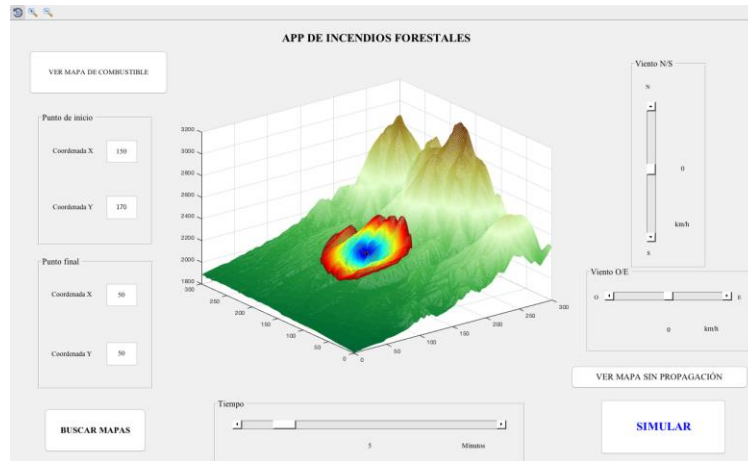 APP DE INCENDIOS FORESTALES
VER MAPA DE COMBUSTIBLE
Punto de inicio
Coordenada X 150
Coordenada Y 170
Punto final
Coordenada X 50
Coordenada Y 50
BUSCAR MAPAS
3200
3000
2800
2600
2400
2200
2000
1800
300
250
200
150
100
50
0
0
50
100
150
200
250
300
Tiempo
5 Minutos
Viento N/S
N
0
km/h
S
Viento O/E
O E
0 km/h
VER MAPA SIN PROPAGACIÓN
SIMULAR